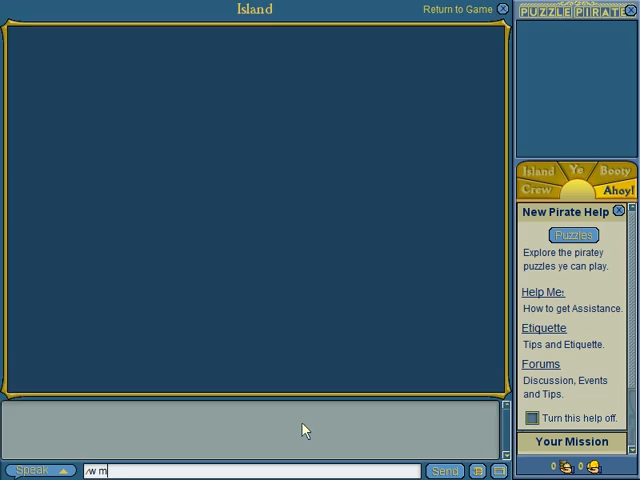 Island
Return to Game
PUZZLE PIRATE
Island
Ye
Booty
Crew
Ahoy!
New Pirate Help
Puzzles
Explore the piratey
puzzles ye can play.
Help Me:
How to get Assistance.
Etiquette
Tips and Etiquette.
Forums
Discussion, Events
and Tips.
Turn this help off.
Your Mission
0
0
Speak
/w m
Send